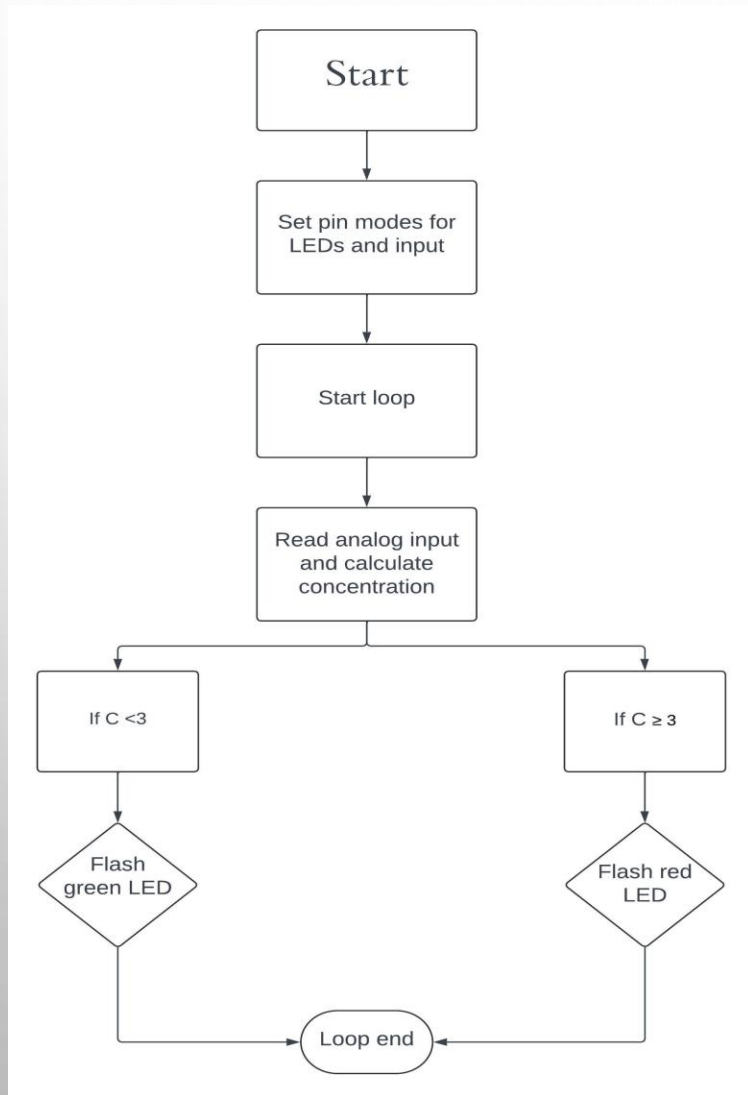 Start
Set pin modes for
LEDs and input
Start loop
Read analog input
and calculate
concentration
If C <3
If C ≥ 3
Flash
green LED
Flash red
LED
Loop end